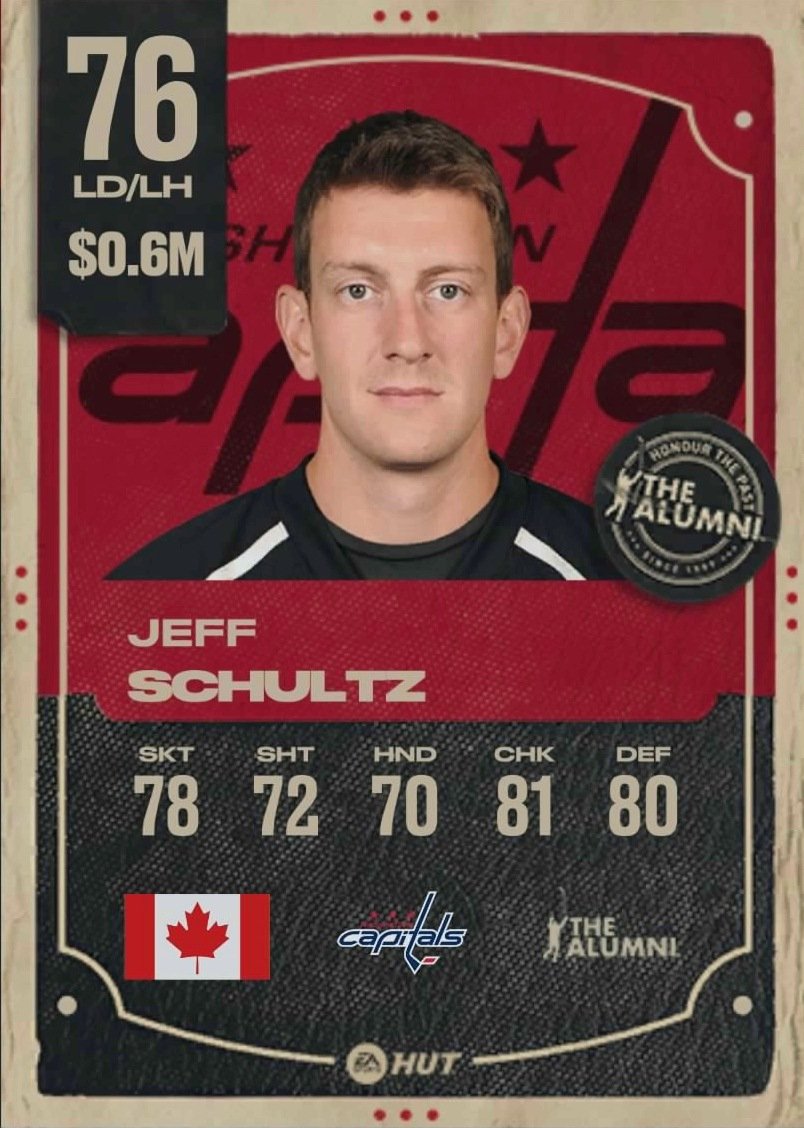 76
LD/LH
$0.6M
JEFF
SCHULTZ
HONOUR THE PAST
THE
ALUMNI
SKT SHT HND CHK DEF
78 72 70 81 80
capitals
THE
ALUMNI
EA
HUT